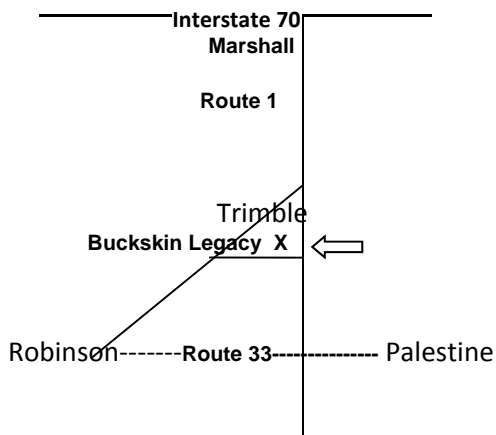 Interstate 70
Marshall
Route 1
Trimble
Buckskin Legacy X
Robinson-------Route 33-------------- Palestine